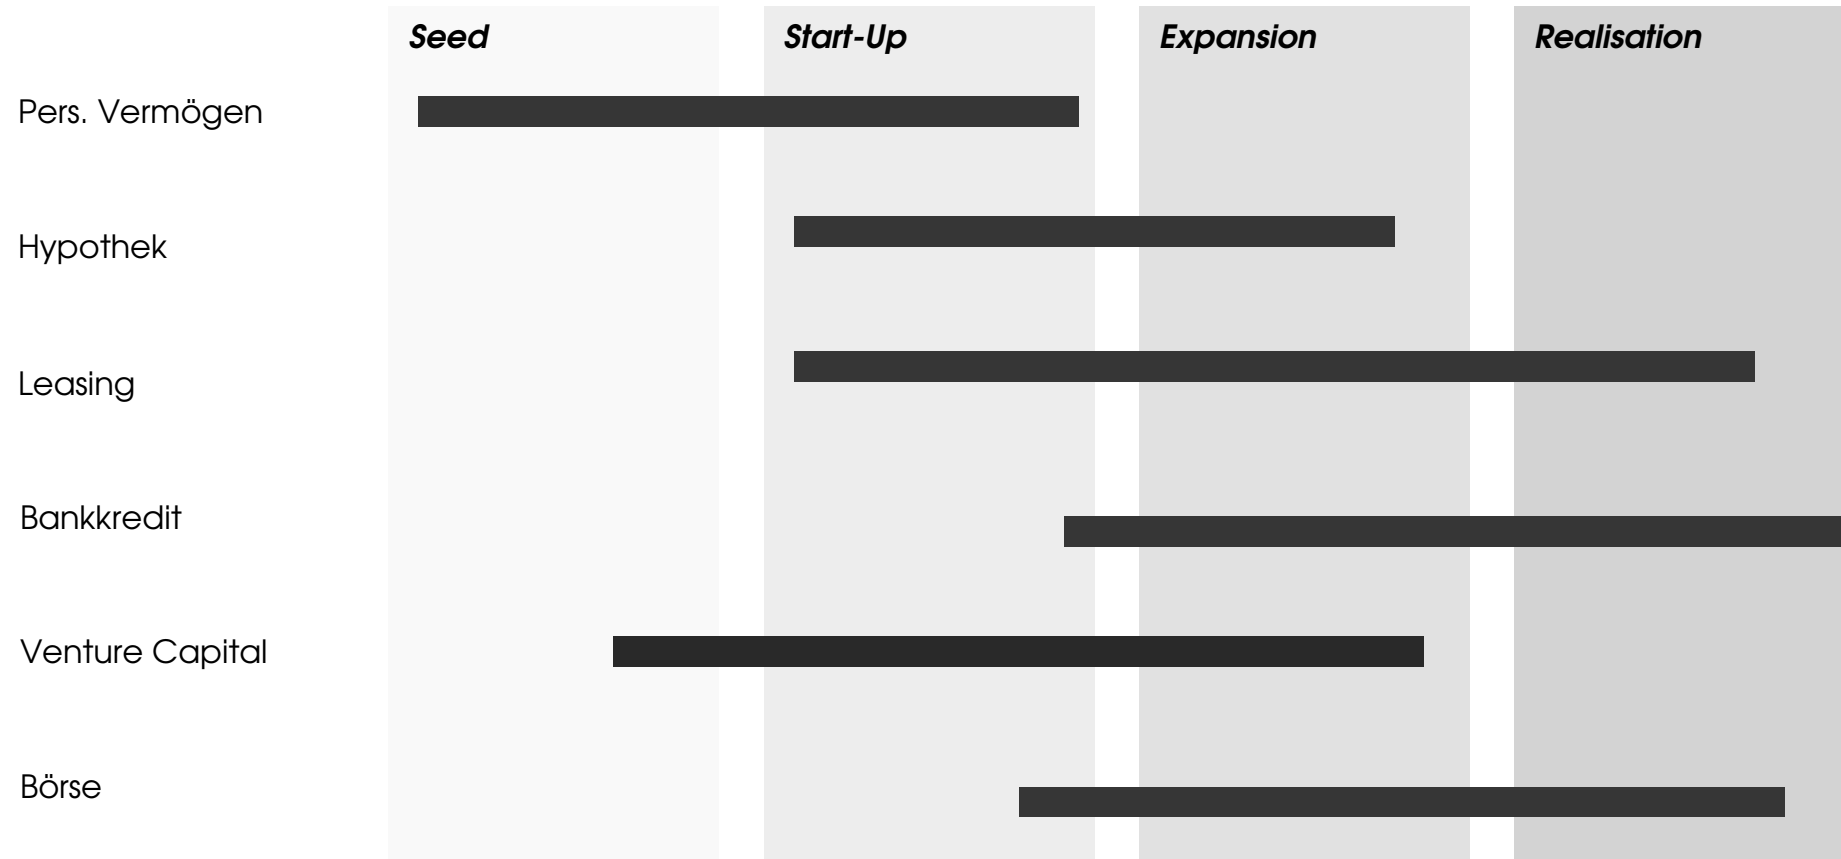 Seed Start-Up Expansion Realisation
Pers. Vermögen
Hypothek
Leasing
Bankkredit
Venture Capital
Börse